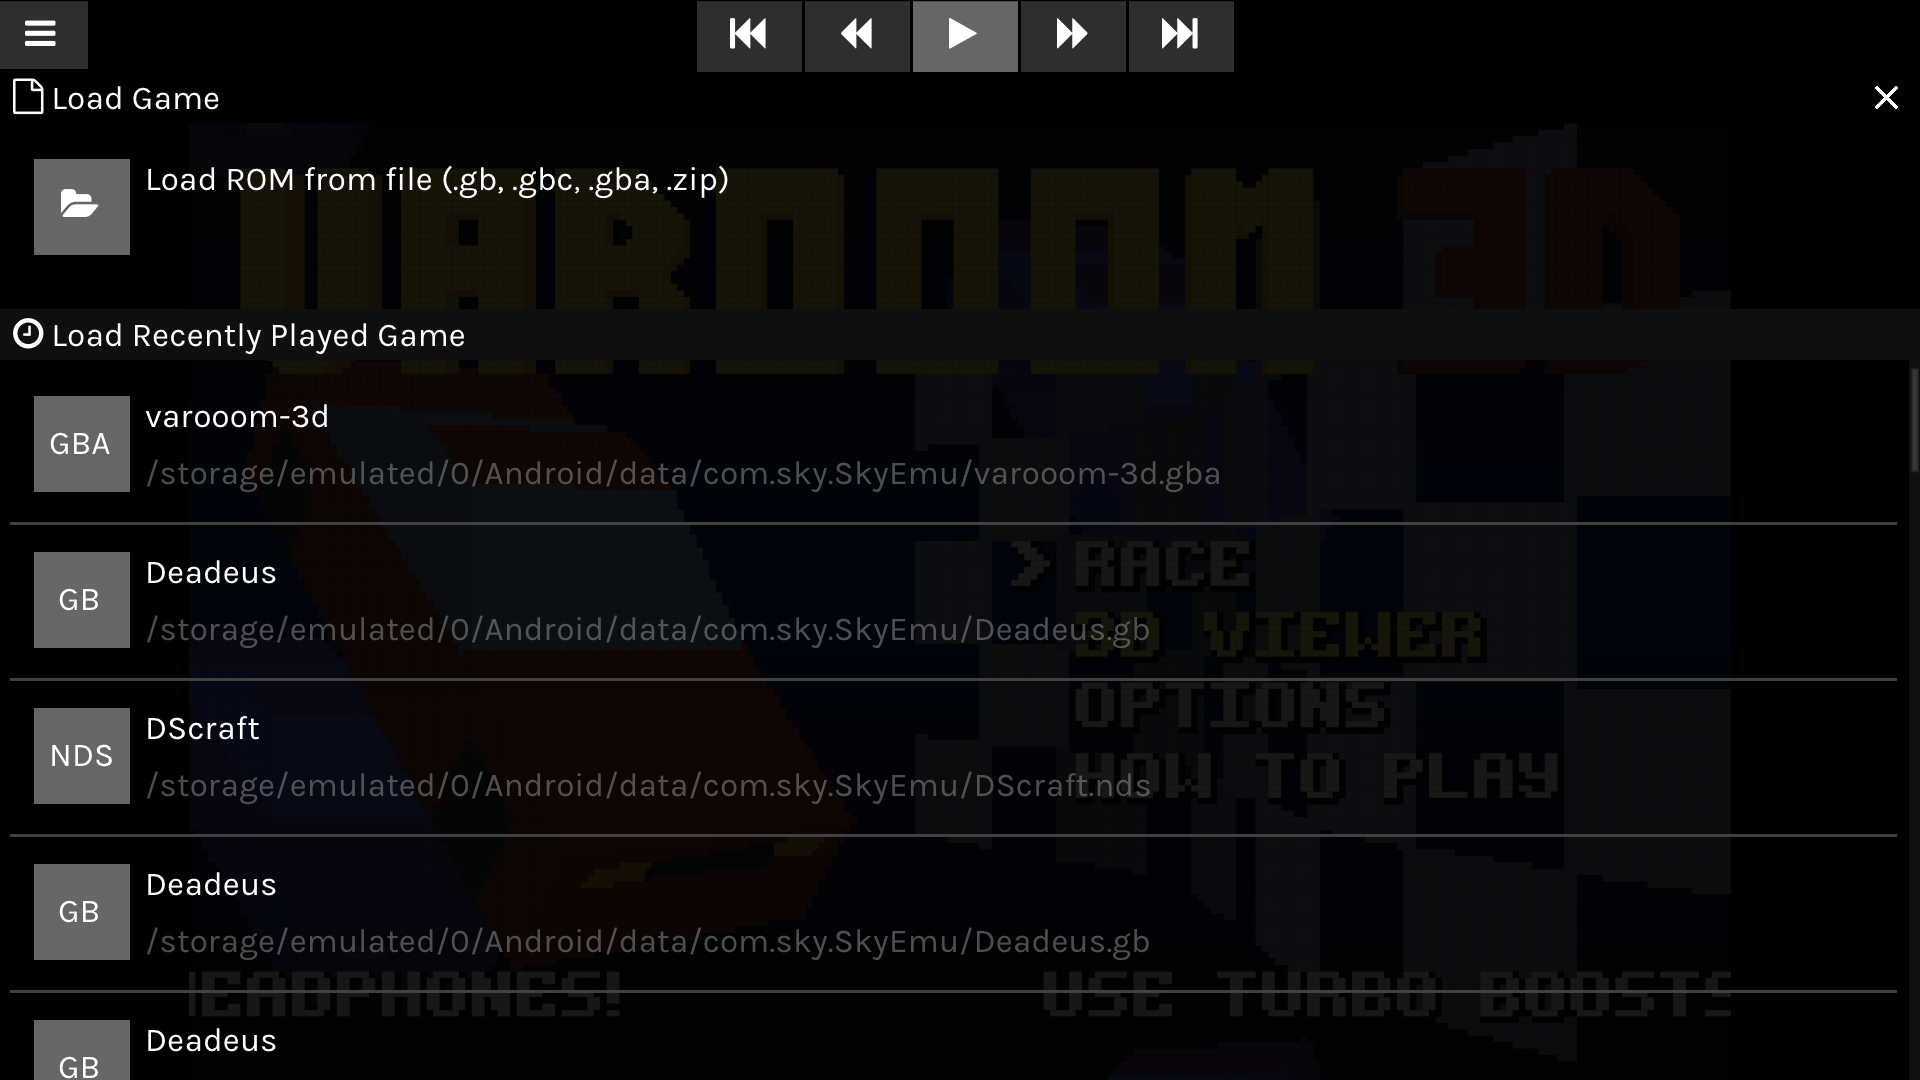 Load Game
Load ROM from file (.gb, .gbc, .gba, .zip)
VAROOOM 3D
Load Recently Played Game
GBA
varooom-3d
/storage/emulated/0/Android/data/com.sky.SkyEmu/varooom-3d.gba
GB
Deadeus
/storage/emulated/0/Android/data/com.sky.SkyEmu/Deadeus.gb
> RACE
3D VIEWER
NDS
DScraft
/storage/emulated/0/Android/data/com.sky.SkyEmu/DScraft.nds
OPTIONS
HOW TO PLAY
GB
Deadeus
/storage/emulated/0/Android/data/com.sky.SkyEmu/Deadeus.gb
EADPHONES!
USE TURBO BOOSTS
GB
Deadeus